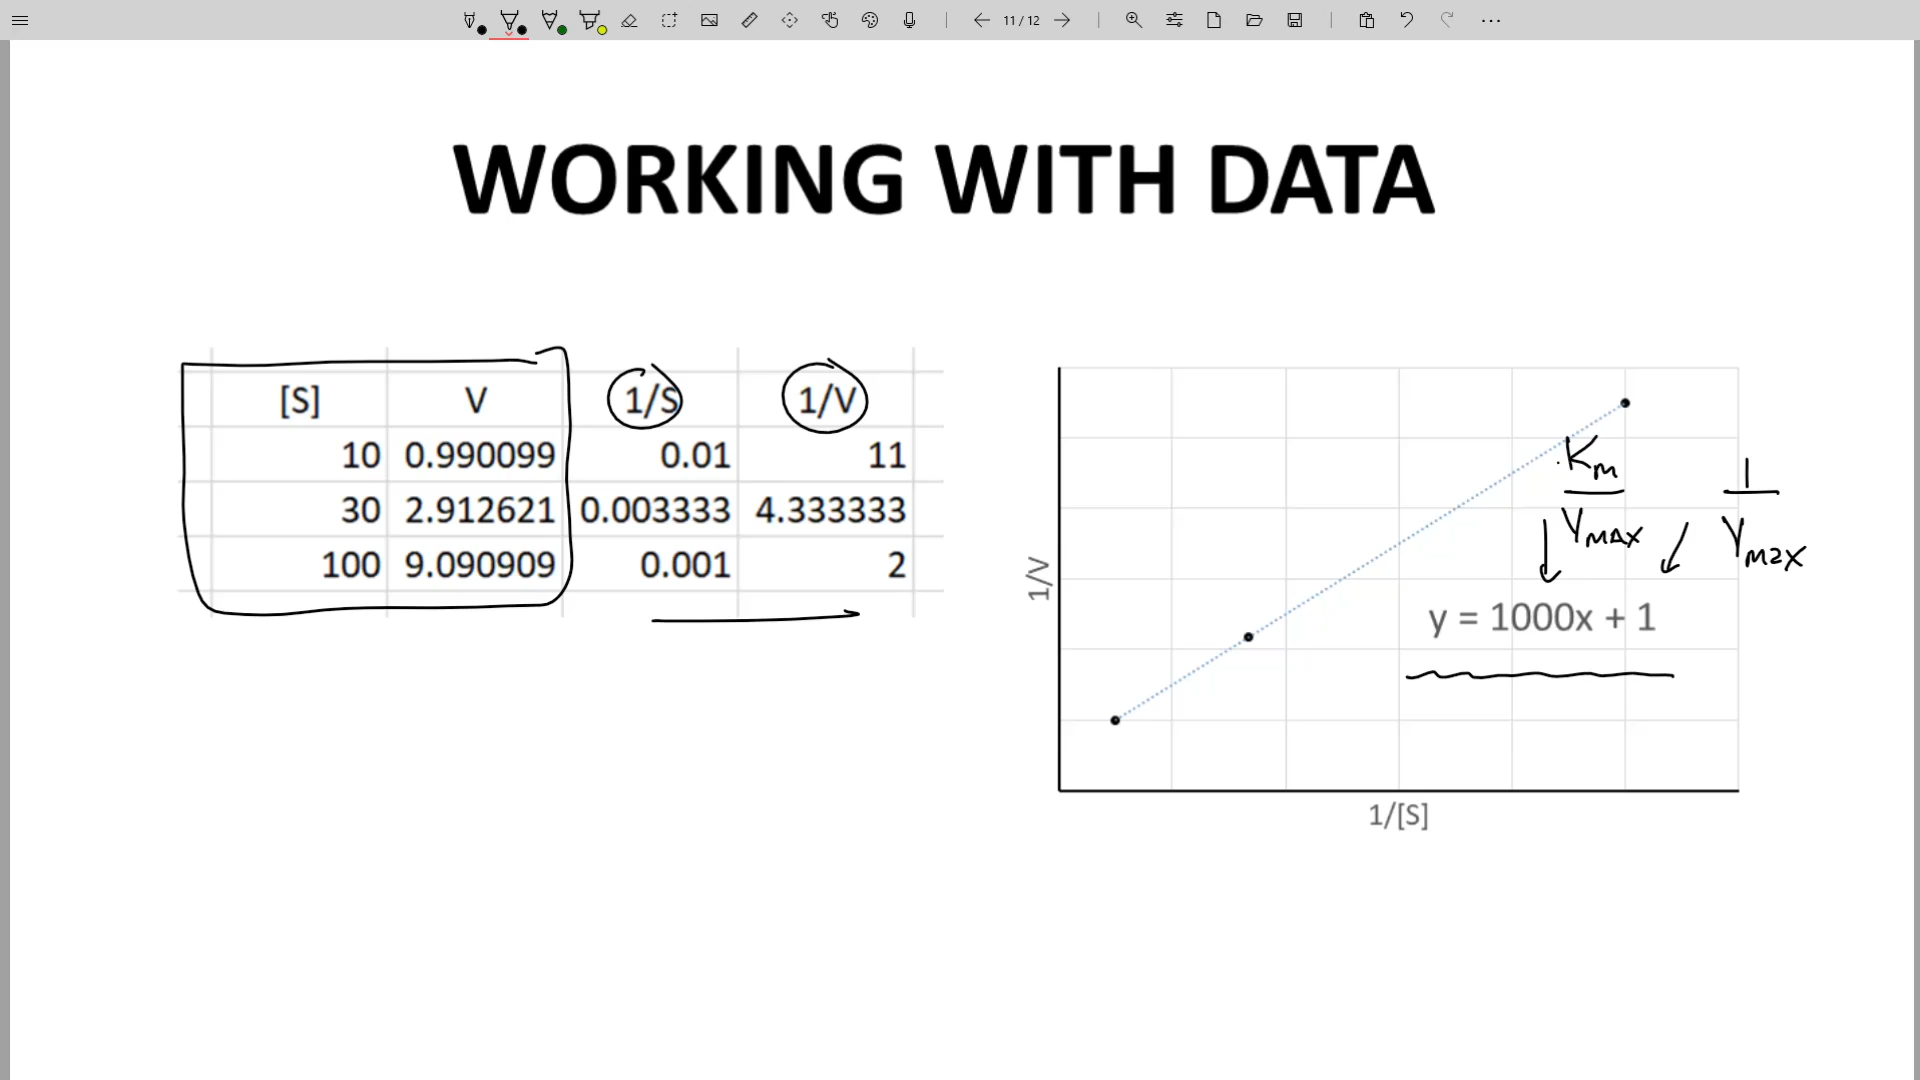 11 / 12
WORKING WITH DATA
[S] V 1/S 1/V
10 0.990099 0.01 11
30 2.912621 0.003333 4.333333
100 9.090909 0.001 2
Km
VMAX
1
Vmax
y = 1000x + 1
1/V
1/[S]